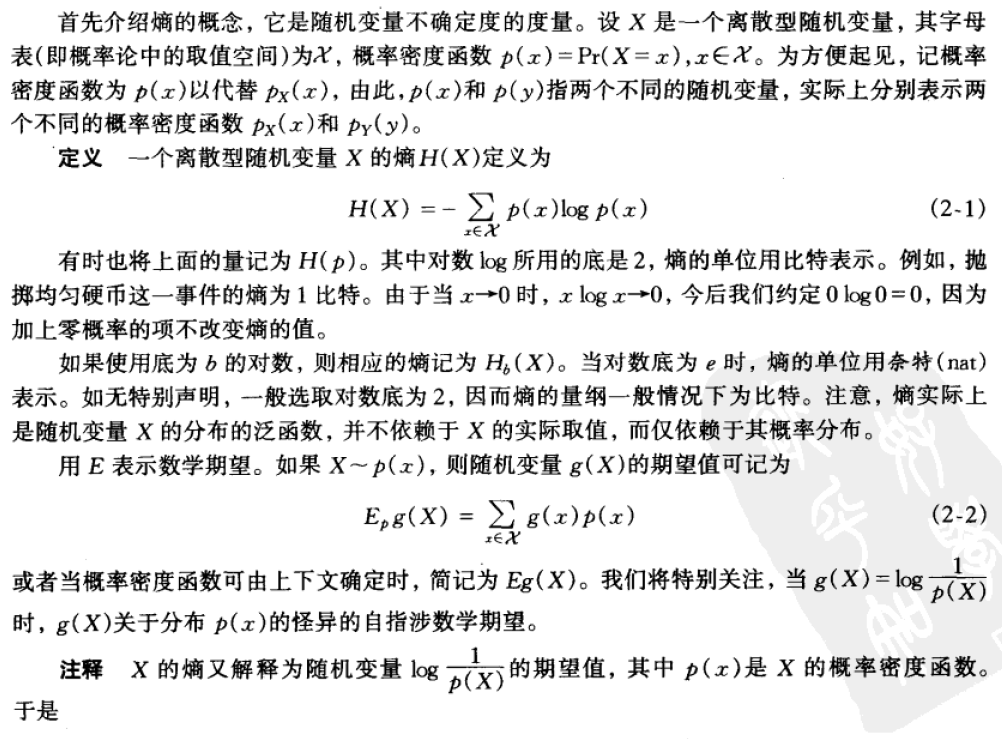 首先介绍熵的概念，它是随机变量不确定度的度量。设 X 是一个离散型随机变量，其字母
表(即概率论中的取值空间)为𝒳，概率密度函数 p(x)=Pr(X=x),x∈𝒳。为方便起见，记概率
密度函数为 p(x)以代替 pX(x)，由此,p(x)和 p(y)指两个不同的随机变量，实际上分别表示两
个不同的概率密度函数 pX(x)和 pY(y)。
定义 一个离散型随机变量 X 的熵H(X)定义为
H(X) = - ∑x∈𝒳 p(x)log p(x) (2-1)
有时也将上面的量记为 H(p)。其中对数 log 所用的底是 2，熵的单位用比特表示。例如，抛
掷均匀硬币这一事件的熵为 1 比特。由于当 x→0 时，x log x→0，今后我们约定 0 log 0=0，因为
加上零概率的项不改变熵的值。
如果使用底为 b 的对数，则相应的熵记为 Hb(X)。当对数底为 e 时，熵的单位用奈特(nat)
表示。如无特别声明，一般选取对数底为 2，因而熵的量纲一般情况下为比特。注意，熵实际上
是随机变量 X 的分布的泛函数，并不依赖于 X 的实际取值，而仅依赖于其概率分布。
用 E 表示数学期望。如果 X~p(x)，则随机变量 g(X)的期望值可记为
Ep g(X) = ∑x∈𝒳 g(x)p(x) (2-2)
或者当概率密度函数可由上下文确定时，简记为 Eg(X)。我们将特别关注，当 g(X)=log 1/p(X)
时，g(X)关于分布 p(x)的怪异的自指涉数学期望。
注释 X 的熵又解释为随机变量 log 1/p(X) 的期望值，其中 p(x)是 X 的概率密度函数。
于是